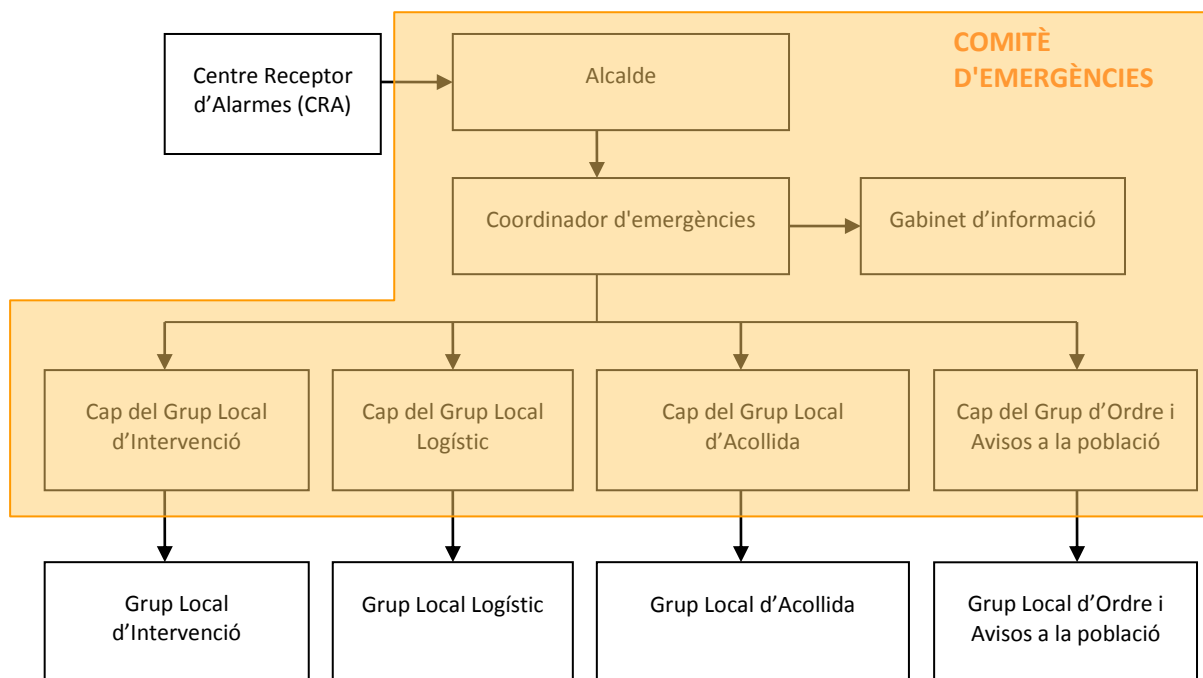 COMITÈ
D'EMERGÈNCIES
Centre Receptor
d’Alarmes (CRA)
Alcalde
Coordinador d'emergències
Gabinet d’informació
Cap del Grup Local
d’Intervenció
Cap del Grup Local
Logístic
Cap del Grup Local
d’Acollida
Cap del Grup d’Ordre i
Avisos a la població
Grup Local
d’Intervenció
Grup Local Logístic
Grup Local d’Acollida
Grup Local d’Ordre i
Avisos a la població